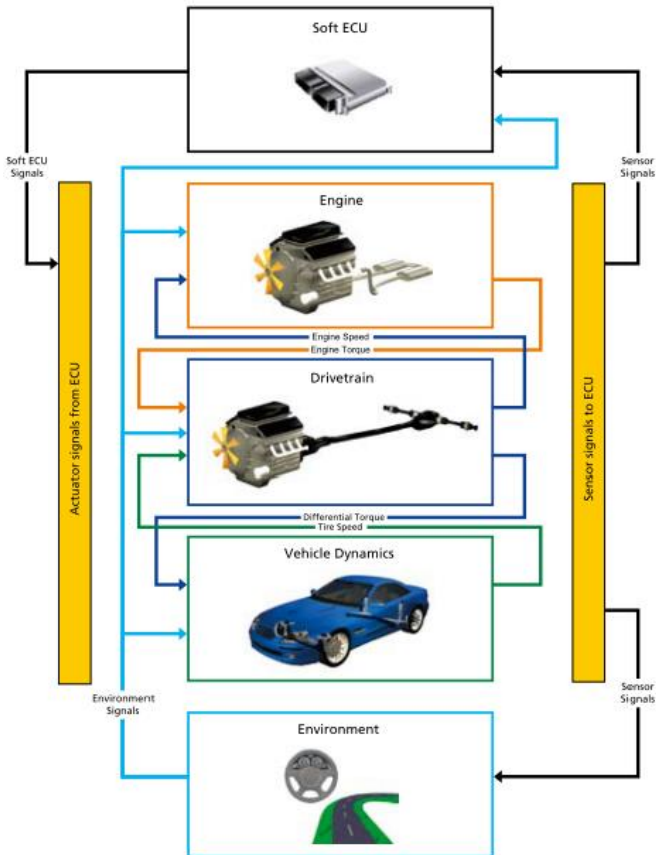 Soft ECU
Soft ECU
Signals
Sensor
Signals
Engine
Engine Speed
Engine Torque
Drivetrain
Actuator signals from ECU
Sensor signals to ECU
Differential Torque
Tire Speed
Vehicle Dynamics
Environment
Signals
Sensor
Signals
Environment